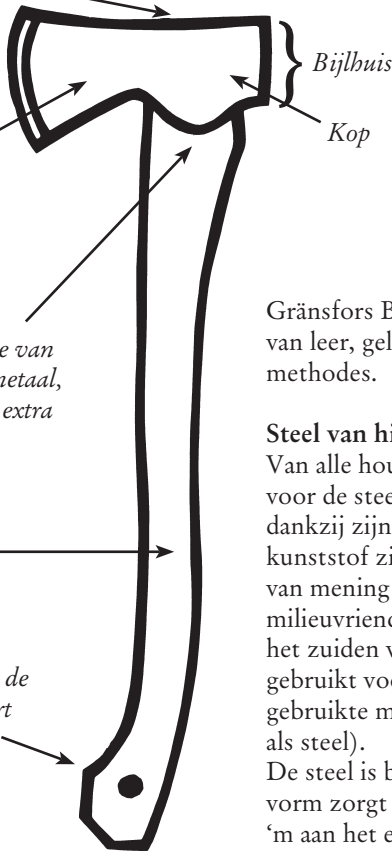 Bijlhuis
Kop
e van
netaal,
extra
de
rt
Gränsfors B
van leer, gel
methodes.
Steel van hi
Van alle hou
voor de stee
dankzij zijn
kunststof zi
van mening
milieuvriend
het zuiden v
gebruikt voo
gebruikte m
als steel).
De steel is b
vorm zorgt
‘m aan het e